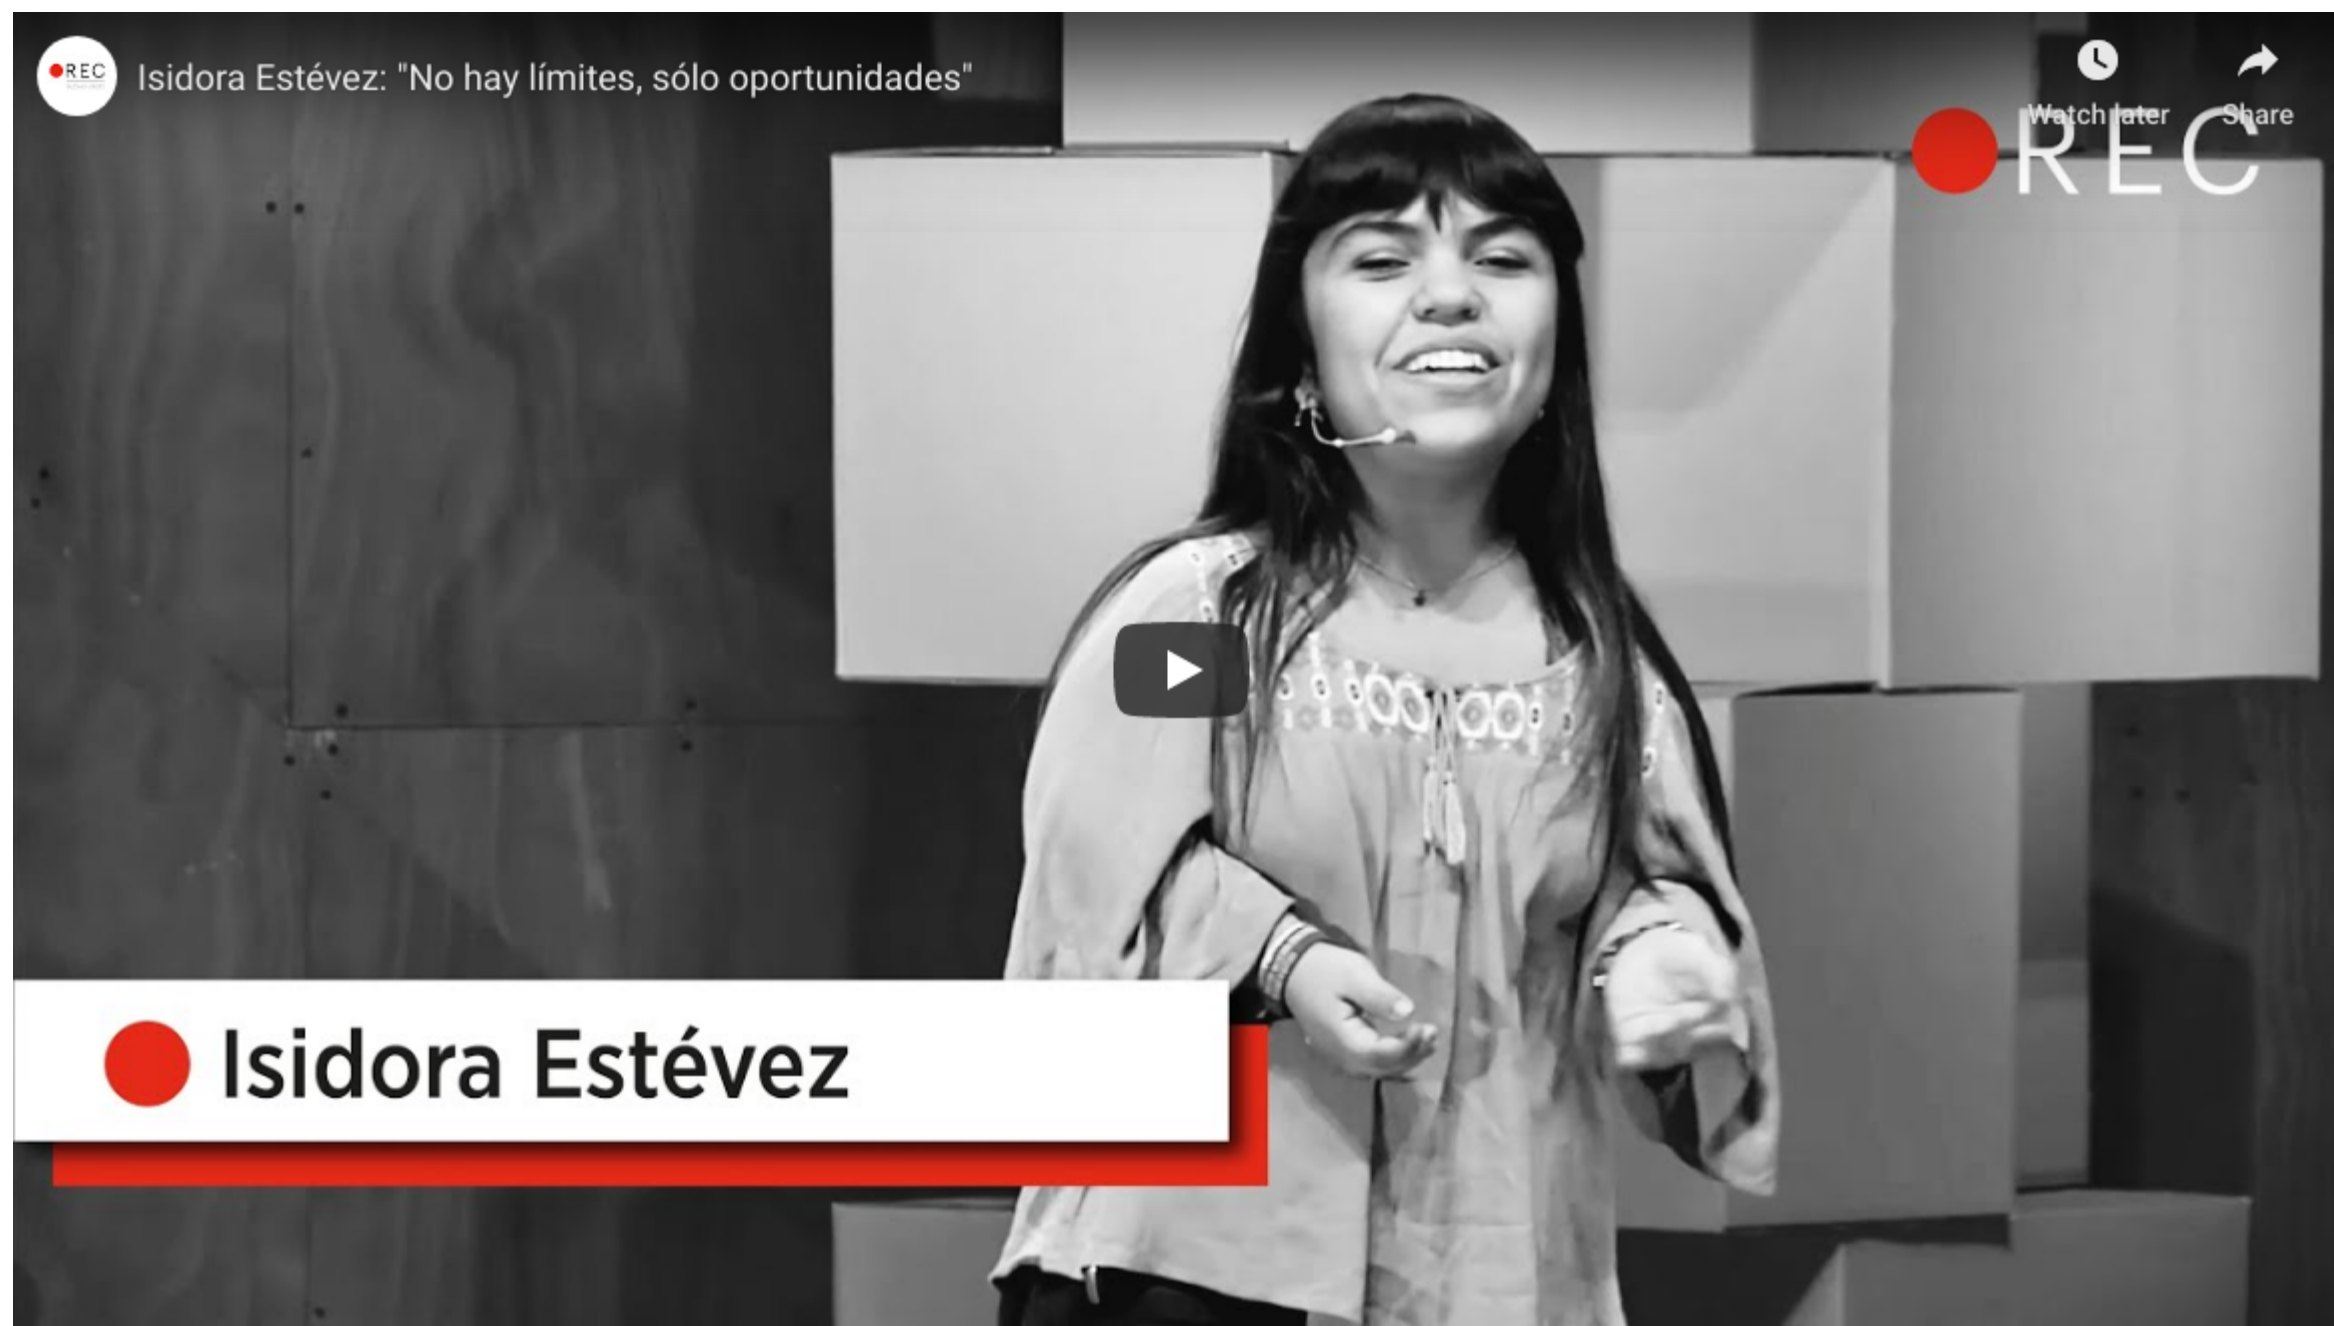 REC
Isidora Estévez: "No hay límites, sólo oportunidades"
Watch later
Share
REC
Isidora Estévez